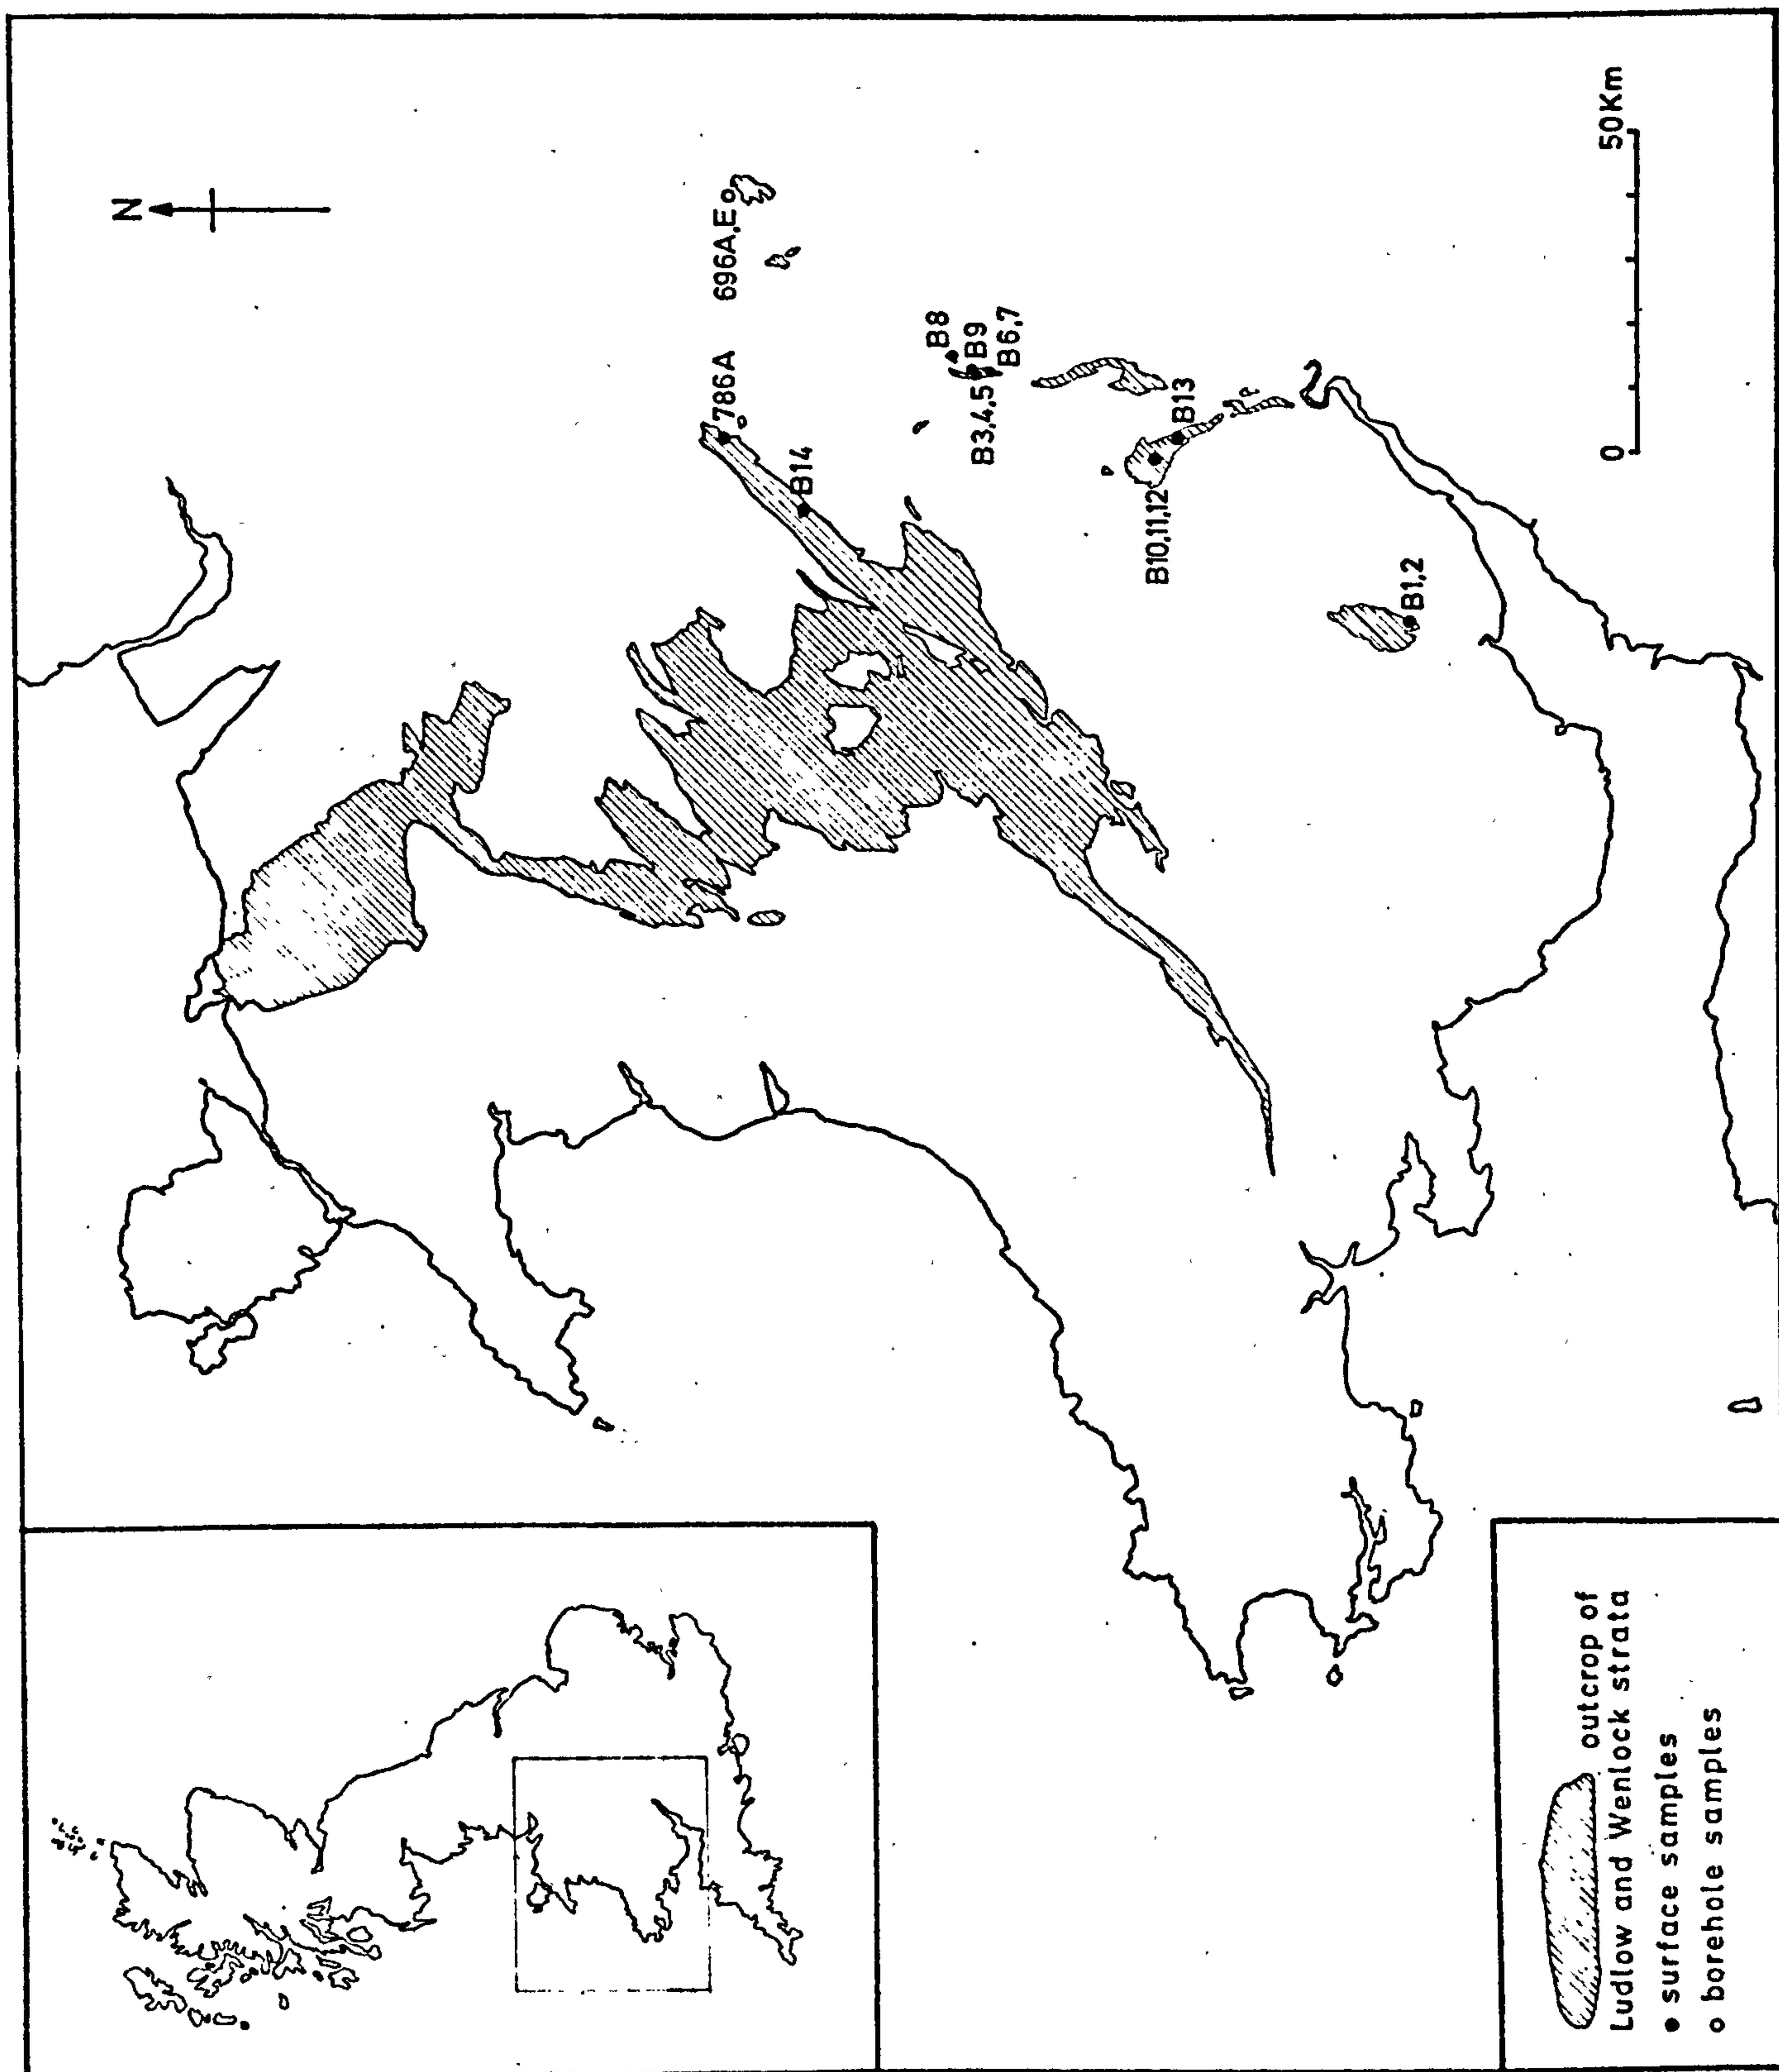 N
696A,E
786A
B14
B8
B9
B3,4,5
B6,7
B10,11,12
B13
B1,2
0
50Km
outcrop of
Ludlow and Wenlock strata
surface samples
borehole samples